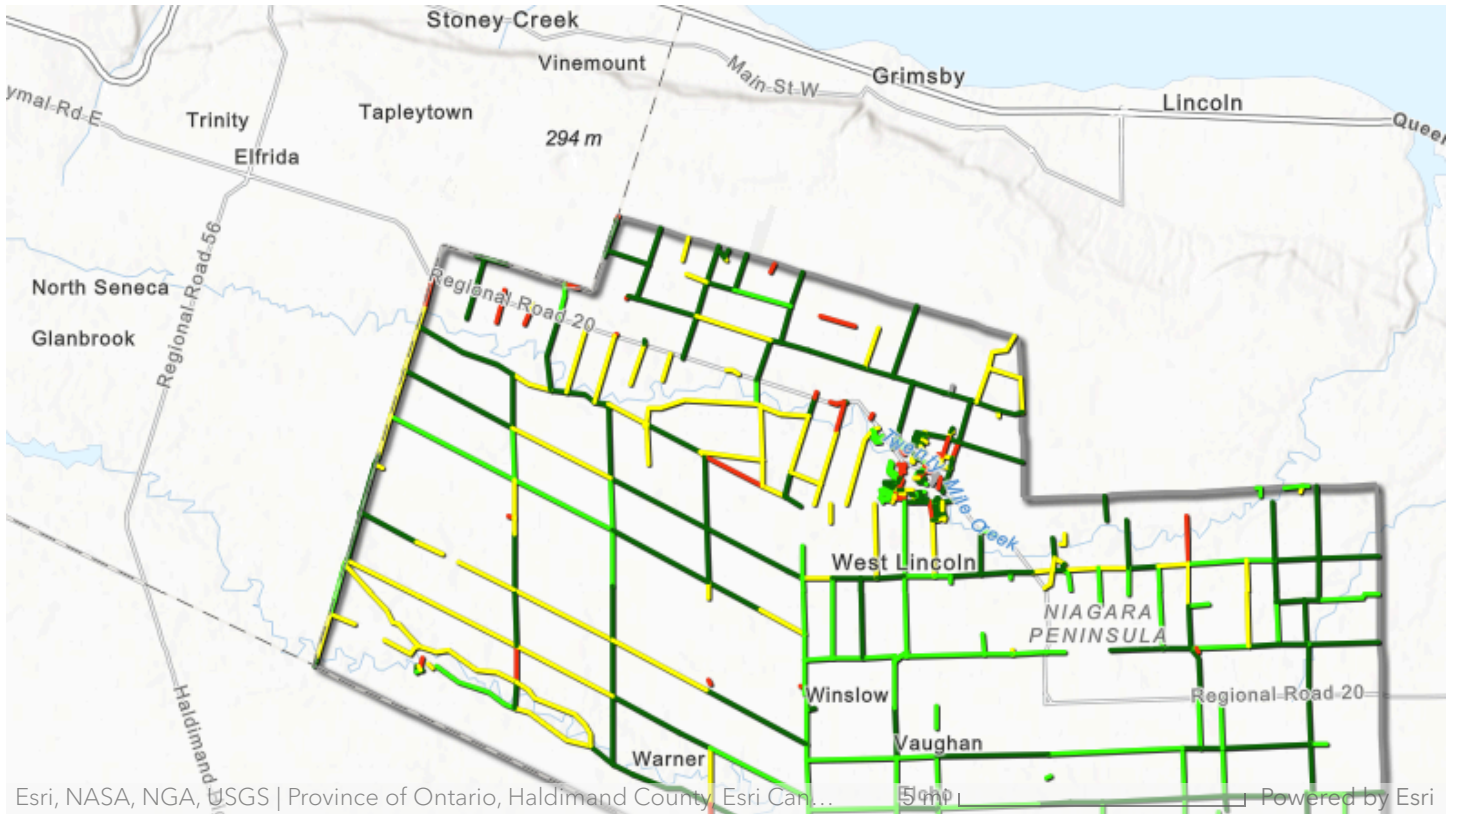 Stoney Creek
Vinemount
Main St W
Grimsby
Lincoln
Queen
ymal Rd E
Trinity
Tapleytown
294 m
Elfrida
Regional Road 56
North Seneca
Glanbrook
Regional Road 20
Twenty Mile Creek
West Lincoln
NIAGARA
PENINSULA
Winslow
Regional Road 20
Vaughan
Warner
Haldimand
Elcho
5 mi
Esri, NASA, NGA, USGS | Province of Ontario, Haldimand County, Esri Can...
Powered by Esri